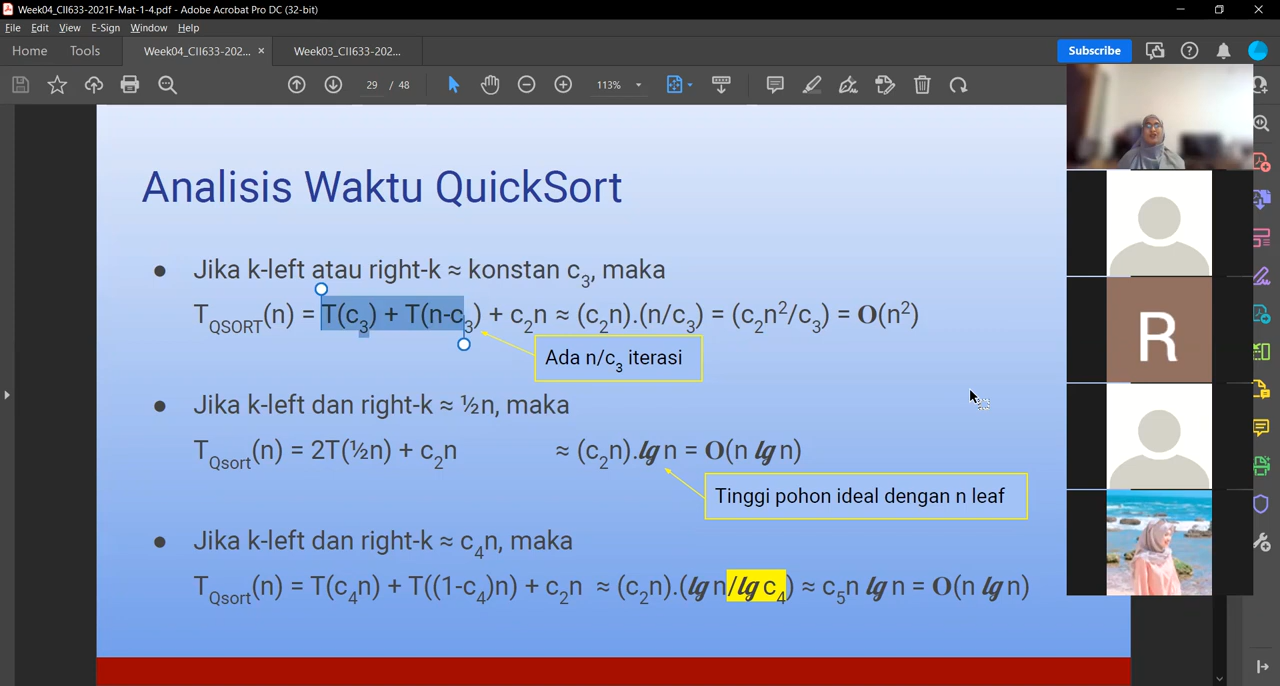 Week04_CII633-2021F-Mat-1-4.pdf - Adobe Acrobat Pro DC (32-bit)
File Edit View E-Sign Window Help
Home Tools Week04_CII633-202... × Week03_CII633-202... Subscribe
29 / 48 113%
Analisis Waktu QuickSort
● Jika k-left atau right-k ≈ konstan c₃, maka
T_QSORT(n) = T(c₃) + T(n-c₃) + c₂n ≈ (c₂n).(n/c₃) = (c₂n²/c₃) = O(n²)
Ada n/c₃ iterasi
● Jika k-left dan right-k ≈ ½n, maka
T_Qsort(n) = 2T(½n) + c₂n ≈ (c₂n).lg n = O(n lg n)
Tinggi pohon ideal dengan n leaf
● Jika k-left dan right-k ≈ c₄n, maka
T_Qsort(n) = T(c₄n) + T((1-c₄)n) + c₂n ≈ (c₂n).(lg n/lg c₄) ≈ c₅n lg n = O(n lg n)
R